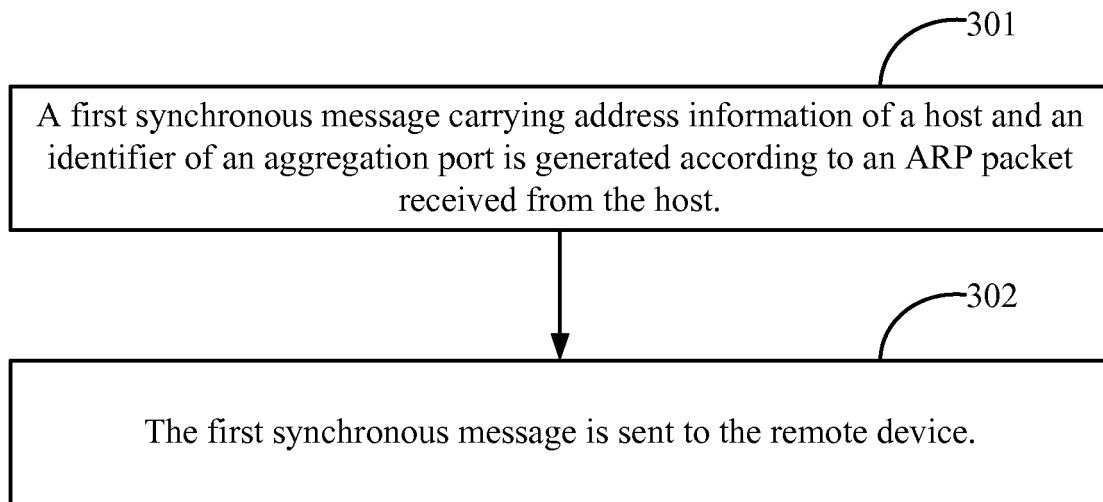 301
A first synchronous message carrying address information of a host and an
identifier of an aggregation port is generated according to an ARP packet
received from the host.
302
The first synchronous message is sent to the remote device.